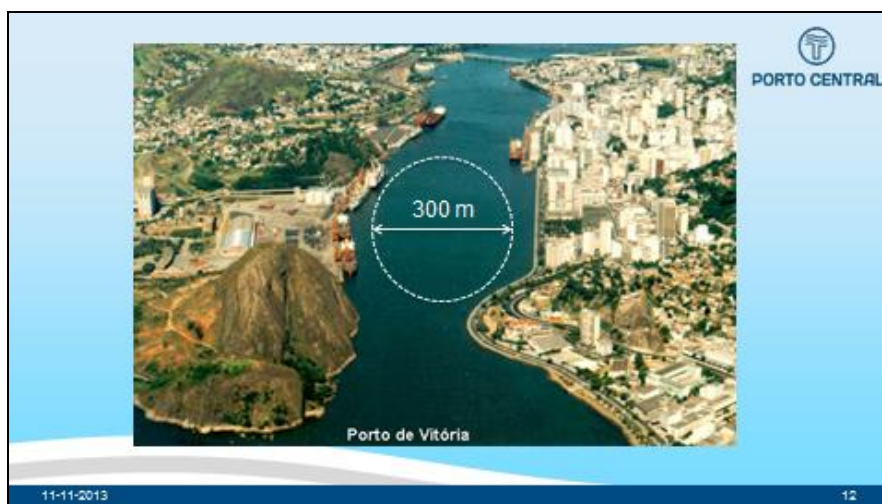 PORTO CENTRAL
300 m
Porto de Vitória
11-11-2013
12